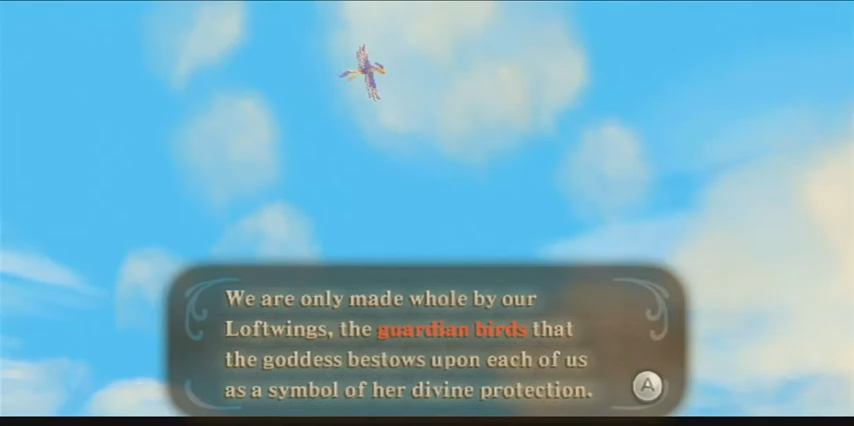 We are only made whole by our
Loftwings, the guardian birds that
the goddess bestows upon each of us
as a symbol of her divine protection.
A